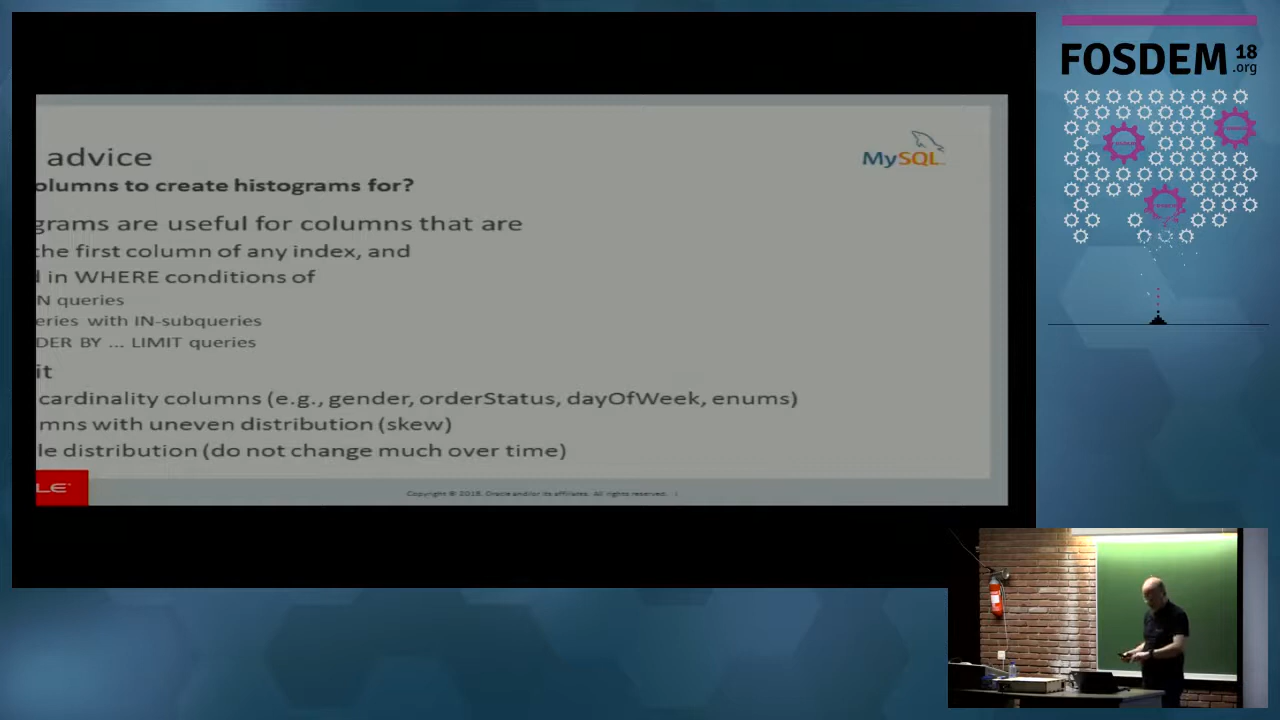 advice
olumns to create histograms for?
grams are useful for columns that are
the first column of any index, and
d in WHERE conditions of
N queries
eries with IN-subqueries
DER BY ... LIMIT queries
it
cardinality columns (e.g., gender, orderStatus, dayOfWeek, enums)
mns with uneven distribution (skew)
le distribution (do not change much over time)
LE
Copyright © 2018, Oracle and/or its affiliates. All rights reserved.
MySQL
FOSDEM 18
.org